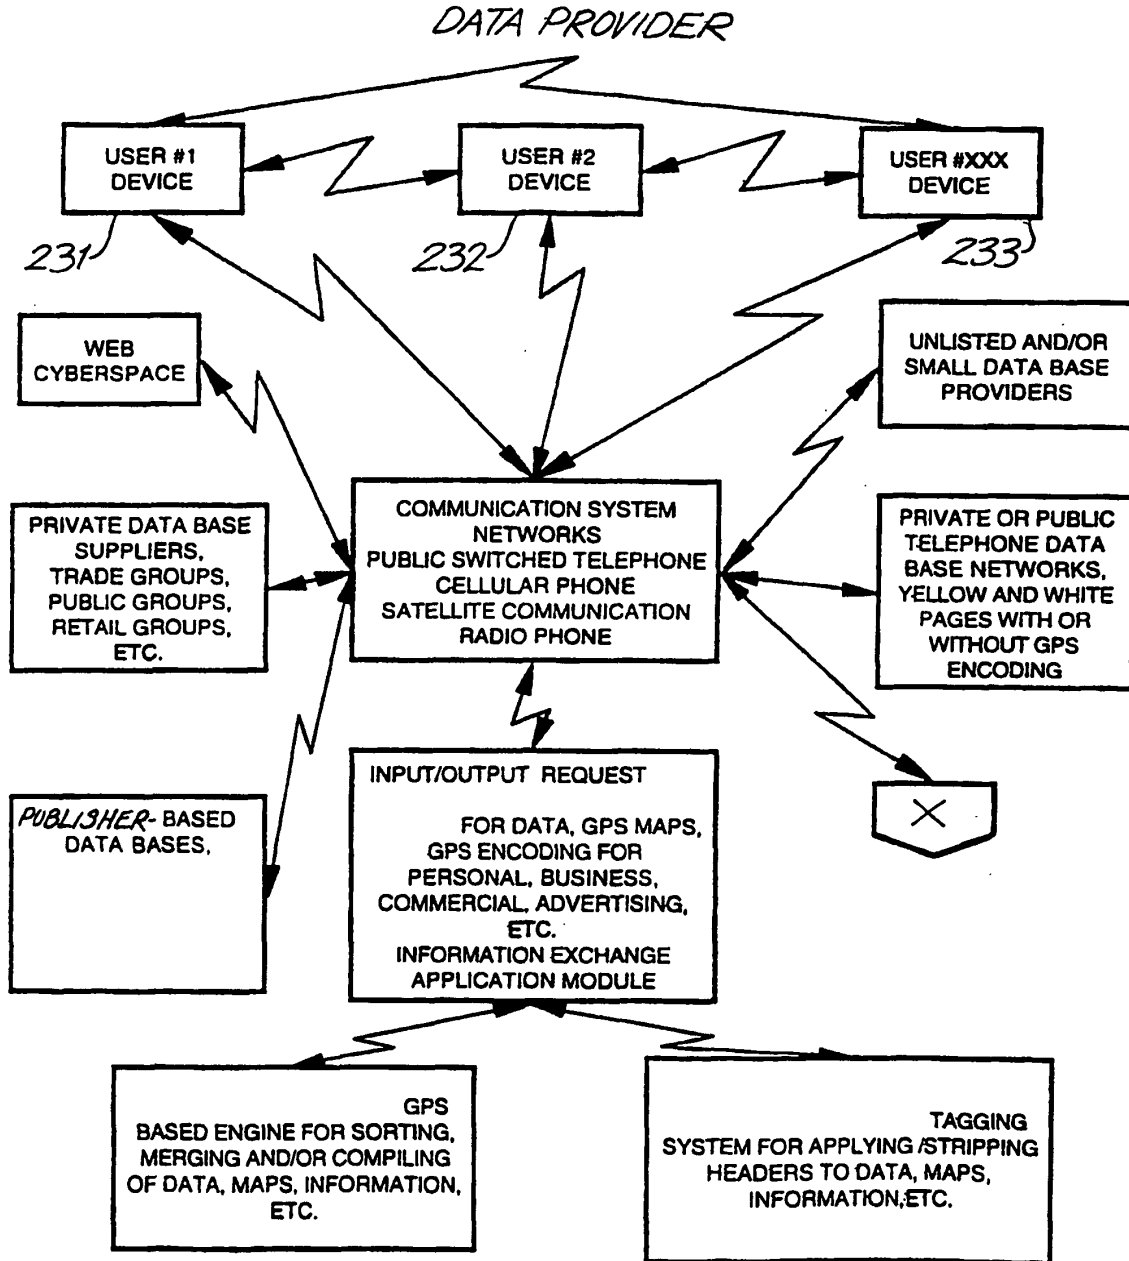 DATA PROVIDER
USER #1
DEVICE
USER #2
DEVICE
USER #XXX
DEVICE
231
232
233
WEB
CYBERSPACE
UNLISTED AND/OR
SMALL DATA BASE
PROVIDERS
PRIVATE DATA BASE
SUPPLIERS,
TRADE GROUPS,
PUBLIC GROUPS,
RETAIL GROUPS,
ETC.
COMMUNICATION SYSTEM
NETWORKS
PUBLIC SWITCHED TELEPHONE
CELLULAR PHONE
SATELLITE COMMUNICATION
RADIO PHONE
PRIVATE OR PUBLIC
TELEPHONE DATA
BASE NETWORKS,
YELLOW AND WHITE
PAGES WITH OR
WITHOUT GPS
ENCODING
PUBLISHER-BASED
DATA BASES,
INPUT/OUTPUT REQUEST
FOR DATA, GPS MAPS,
GPS ENCODING FOR
PERSONAL, BUSINESS,
COMMERCIAL, ADVERTISING,
ETC.
INFORMATION EXCHANGE
APPLICATION MODULE
X
GPS
BASED ENGINE FOR SORTING,
MERGING AND/OR COMPILING
OF DATA, MAPS, INFORMATION,
ETC.
TAGGING
SYSTEM FOR APPLYING/STRIPPING
HEADERS TO DATA, MAPS,
INFORMATION, ETC.